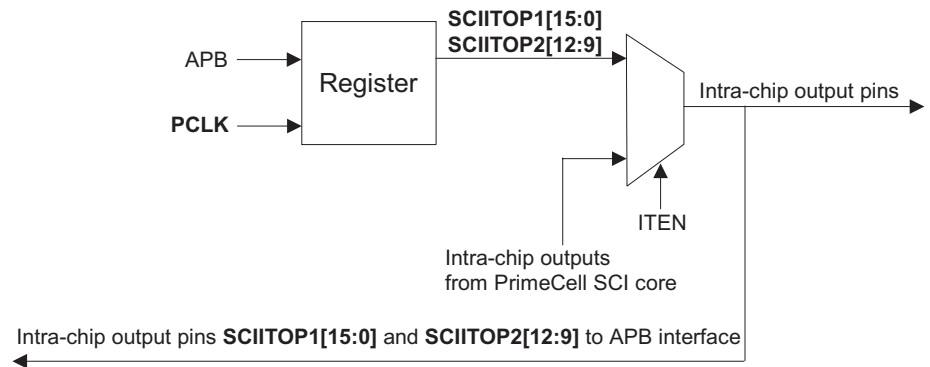 SCIITOP1[15:0]
SCIITOP2[12:9]
APB
Register
PCLK
Intra-chip output pins
ITEN
Intra-chip outputs
from PrimeCell SCI core
Intra-chip output pins SCIITOP1[15:0] and SCIITOP2[12:9] to APB interface